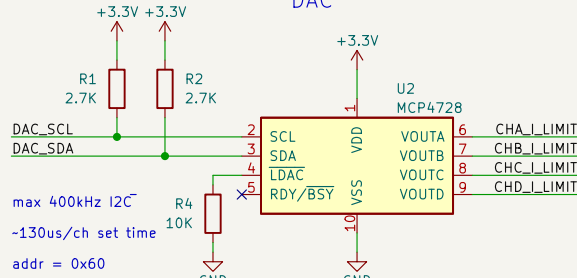 DAC
+3.3V +3.3V
+3.3V
R1
2.7K
R2
2.7K
U2
MCP4728
DAC_SCL
DAC_SDA
1
VDD
2 SCL
3 SDA
4 LDAC
5 RDY/BSY
VOUTA 6 CHA_I_LIMIT
VOUTB 7 CHB_I_LIMIT
VOUTC 8 CHC_I_LIMIT
VOUTD 9 CHD_I_LIMIT
VSS
10
R4
10K
max 400kHz I2C
~130us/ch set time
addr = 0x60
GND
GND